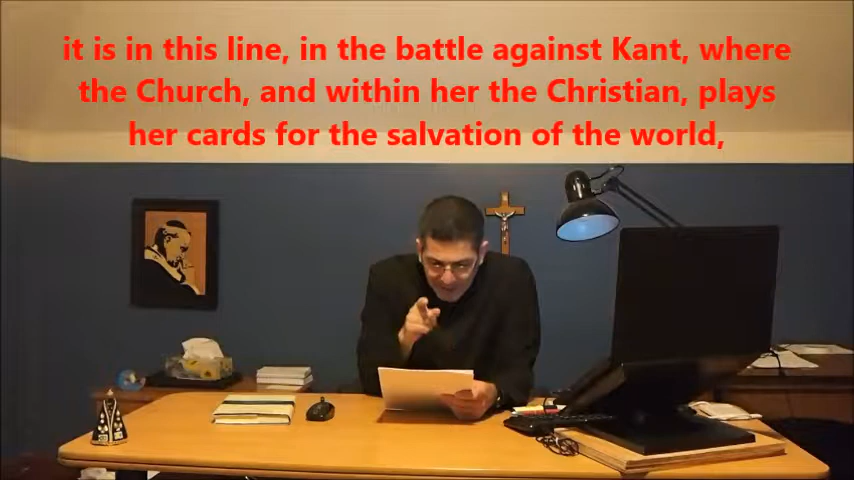 it is in this line, in the battle against Kant, where
the Church, and within her the Christian, plays
her cards for the salvation of the world,